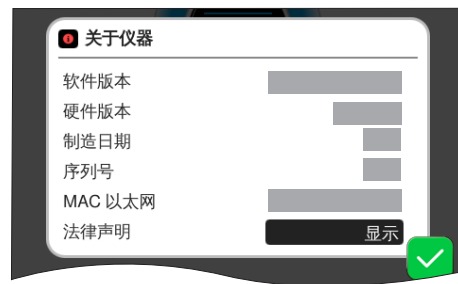 关于仪器
软件版本
硬件版本
制造日期
序列号
MAC 以太网
法律声明 显示